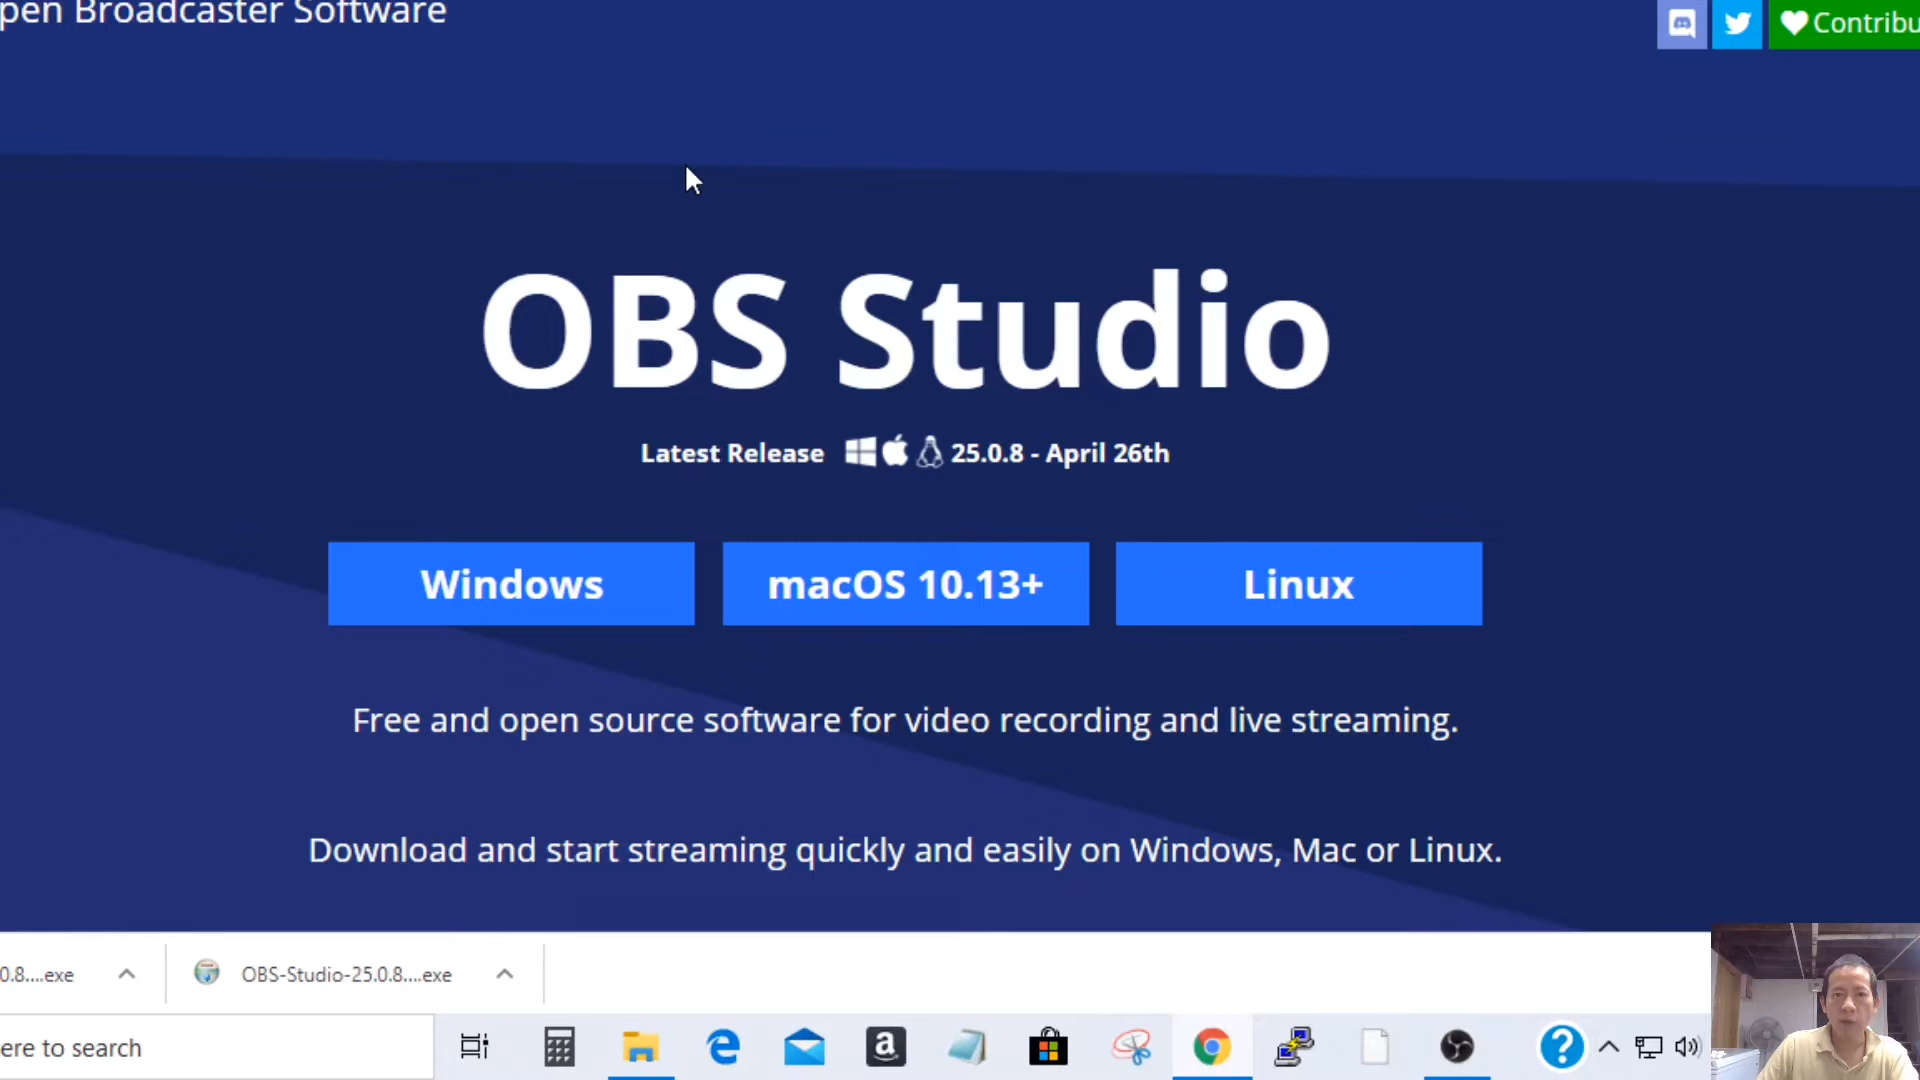 pen Broadcaster Software
Contribu
OBS Studio
Latest Release 25.0.8 - April 26th
Windows
macOS 10.13+
Linux
Free and open source software for video recording and live streaming.
Download and start streaming quickly and easily on Windows, Mac or Linux.
0.8....exe
OBS-Studio-25.0.8....exe
ere to search